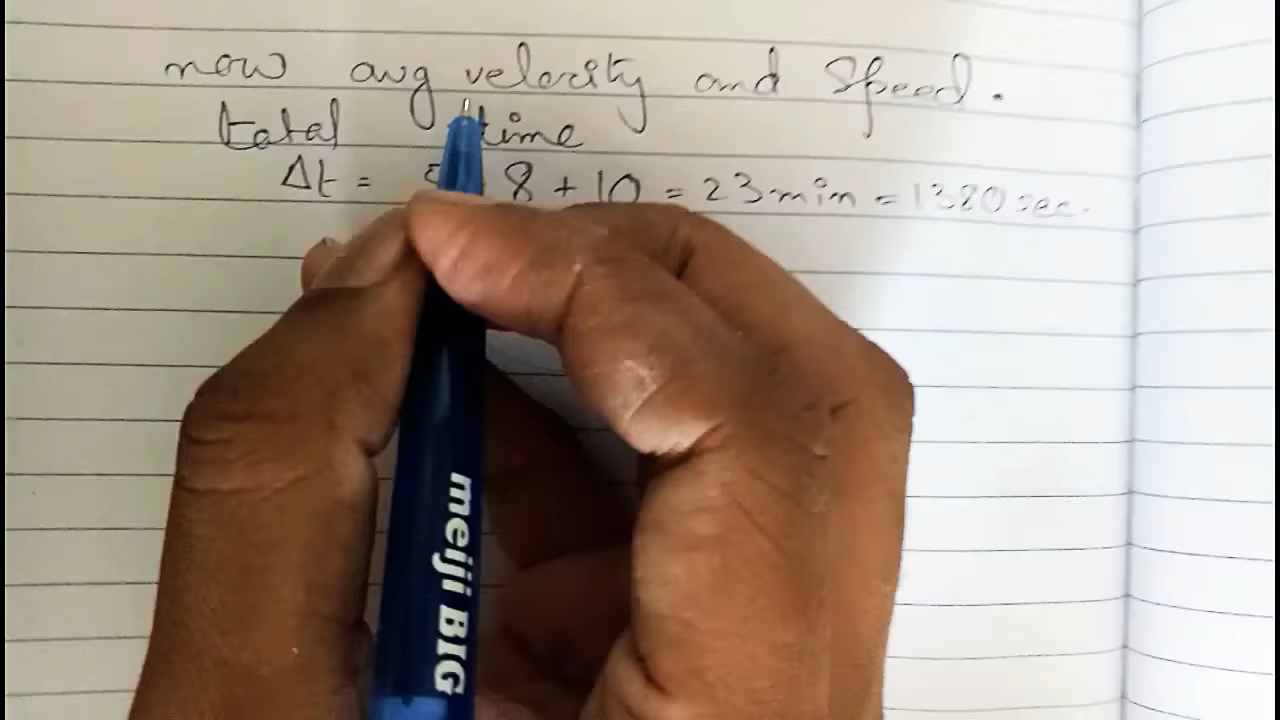 now avg velocity and Speed.
total time
Δt = 8 + 10 = 23 min = 1380 sec.
meiji BIG